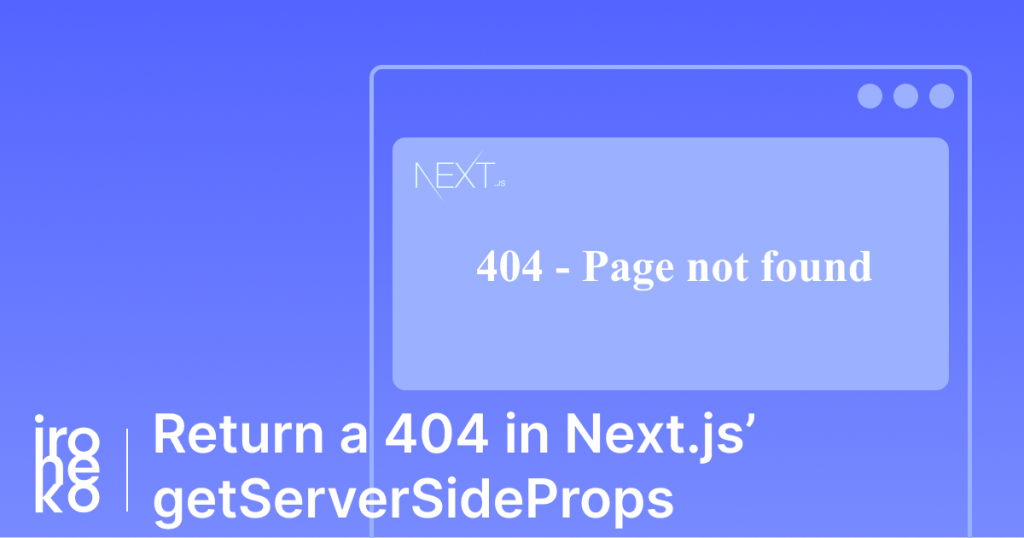 NEXT.JS
404 - Page not found
iro
ne
ko
Return a 404 in Next.js’
getServerSideProps